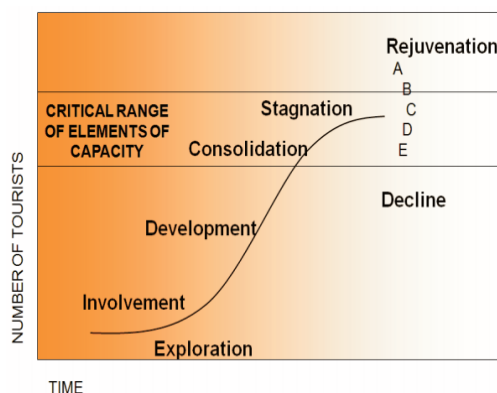 Rejuvenation
A
B
C
D
E
Stagnation
CRITICAL RANGE
OF ELEMENTS OF
CAPACITY
Consolidation
Decline
Development
Involvement
Exploration
NUMBER OF TOURISTS
TIME